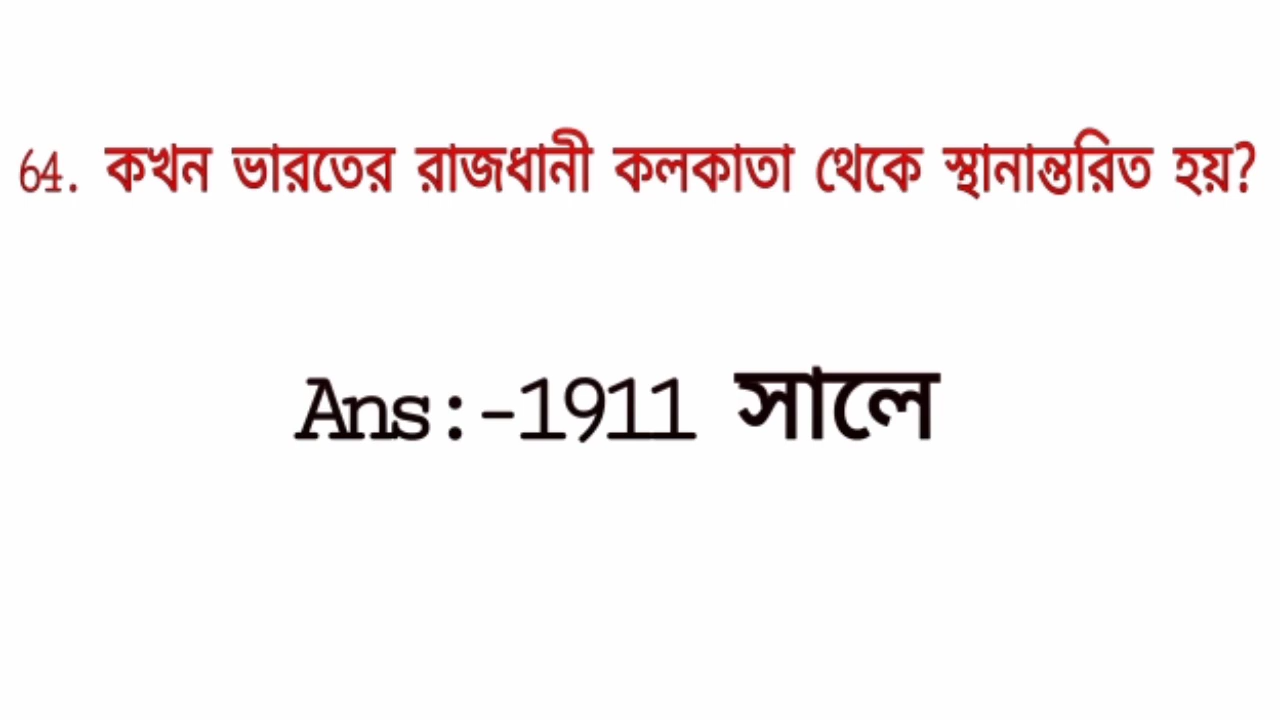 64. কখন ভারতের রাজধানী কলকাতা থেকে স্থানান্তরিত হয়?
Ans:-1911 সালে